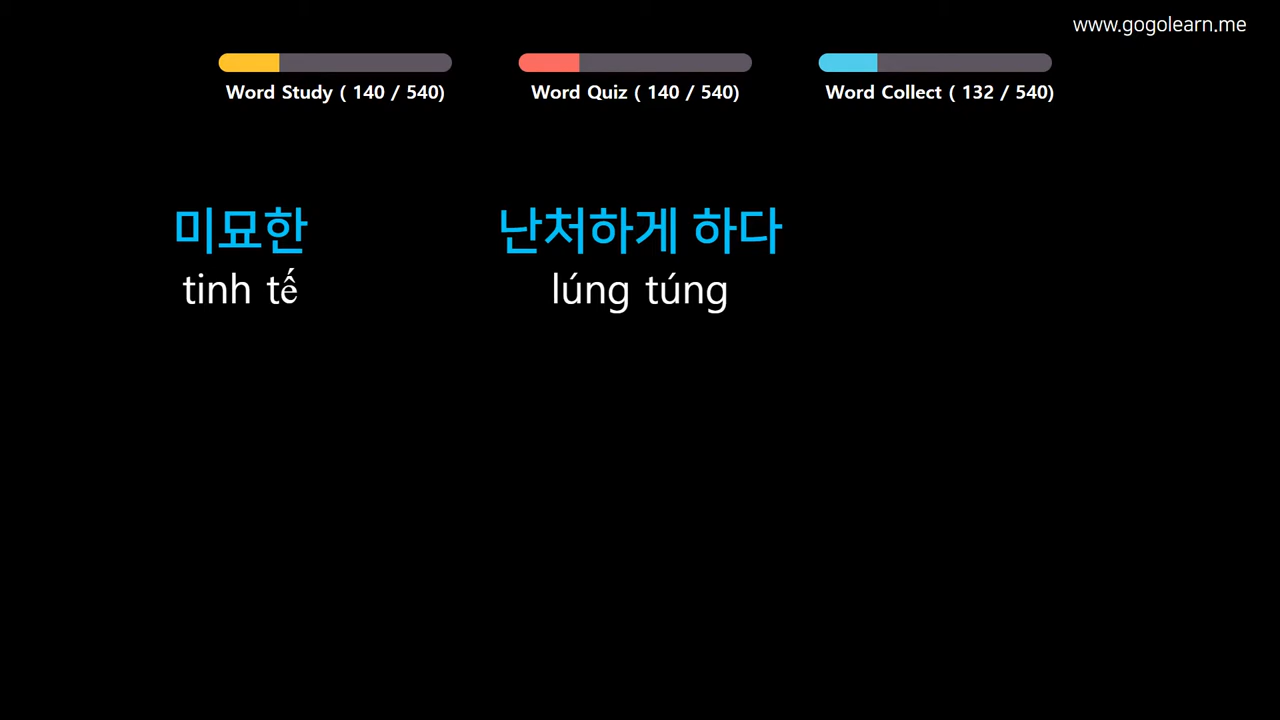 www.gogolearn.me
Word Study ( 140 / 540)
Word Quiz ( 140 / 540)
Word Collect ( 132 / 540)
미묘한
tinh tế
난처하게 하다
lúng túng